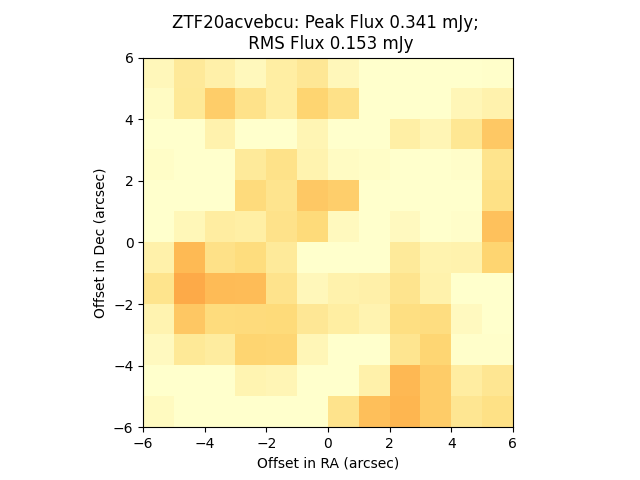 ZTF20acvebcu: Peak Flux 0.341 mJy;
RMS Flux 0.153 mJy
6
4
2
0
−2
−4
−6
Offset in Dec (arcsec)
−6 −4 −2 0 2 4 6
Offset in RA (arcsec)